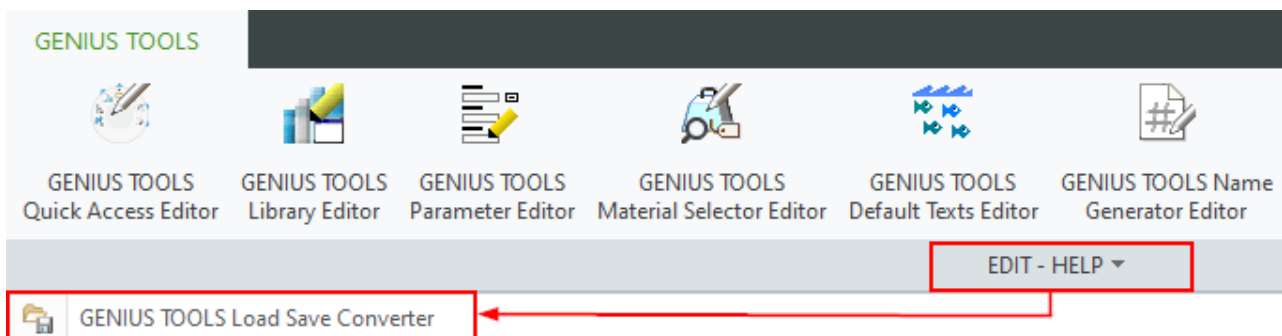 GENIUS TOOLS
GENIUS TOOLS
Quick Access Editor
GENIUS TOOLS
Library Editor
GENIUS TOOLS
Parameter Editor
GENIUS TOOLS
Material Selector Editor
GENIUS TOOLS
Default Texts Editor
GENIUS TOOLS Name
Generator Editor
EDIT - HELP
GENIUS TOOLS Load Save Converter